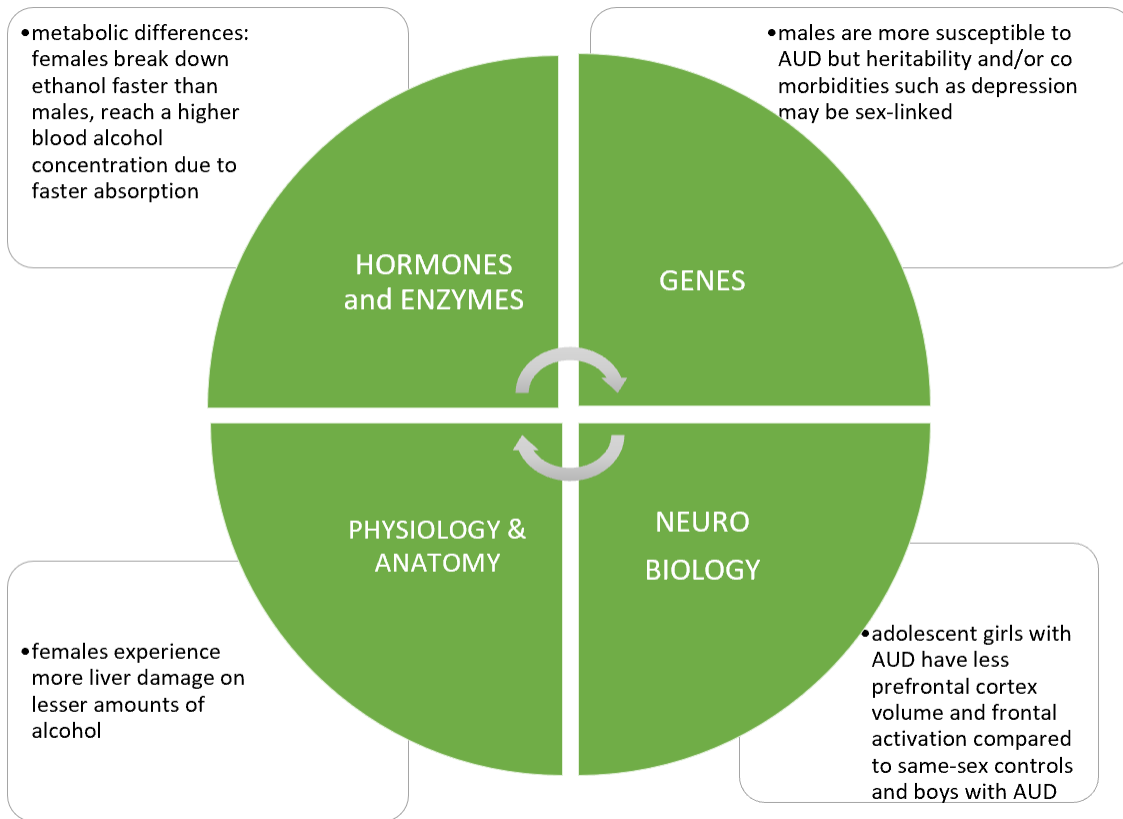 •metabolic differences:
females break down
ethanol faster than
males, reach a higher
blood alcohol
concentration due to
faster absorption
•males are more susceptible to
AUD but heritability and/or co
morbidities such as depression
may be sex-linked
HORMONES
and ENZYMES
GENES
PHYSIOLOGY &
ANATOMY
NEURO
BIOLOGY
•females experience
more liver damage on
lesser amounts of
alcohol
•adolescent girls with
AUD have less
prefrontal cortex
volume and frontal
activation compared
to same-sex controls
and boys with AUD